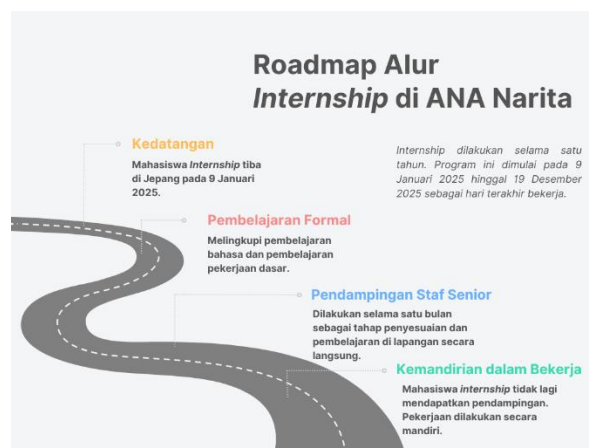 Roadmap Alur
Internship di ANA Narita
Kedatangan
Mahasiswa Internship tiba
di Jepang pada 9 Januari
2025.
Internship dilakukan selama satu
tahun. Program ini dimulai pada 9
Januari 2025 hinggal 19 Desember
2025 sebagai hari terakhir bekerja.
Pembelajaran Formal
Melingkupi pembelajaran
bahasa dan pembelajaran
pekerjaan dasar.
Pendampingan Staf Senior
Dilakukan selama satu bulan
sebagai tahap penyesuaian dan
pembelajaran di lapangan secara
langsung.
Kemandirian dalam Bekerja
Mahasiswa internship tidak lagi
mendapatkan pendampingan.
Pekerjaan dilakukan secara
mandiri.